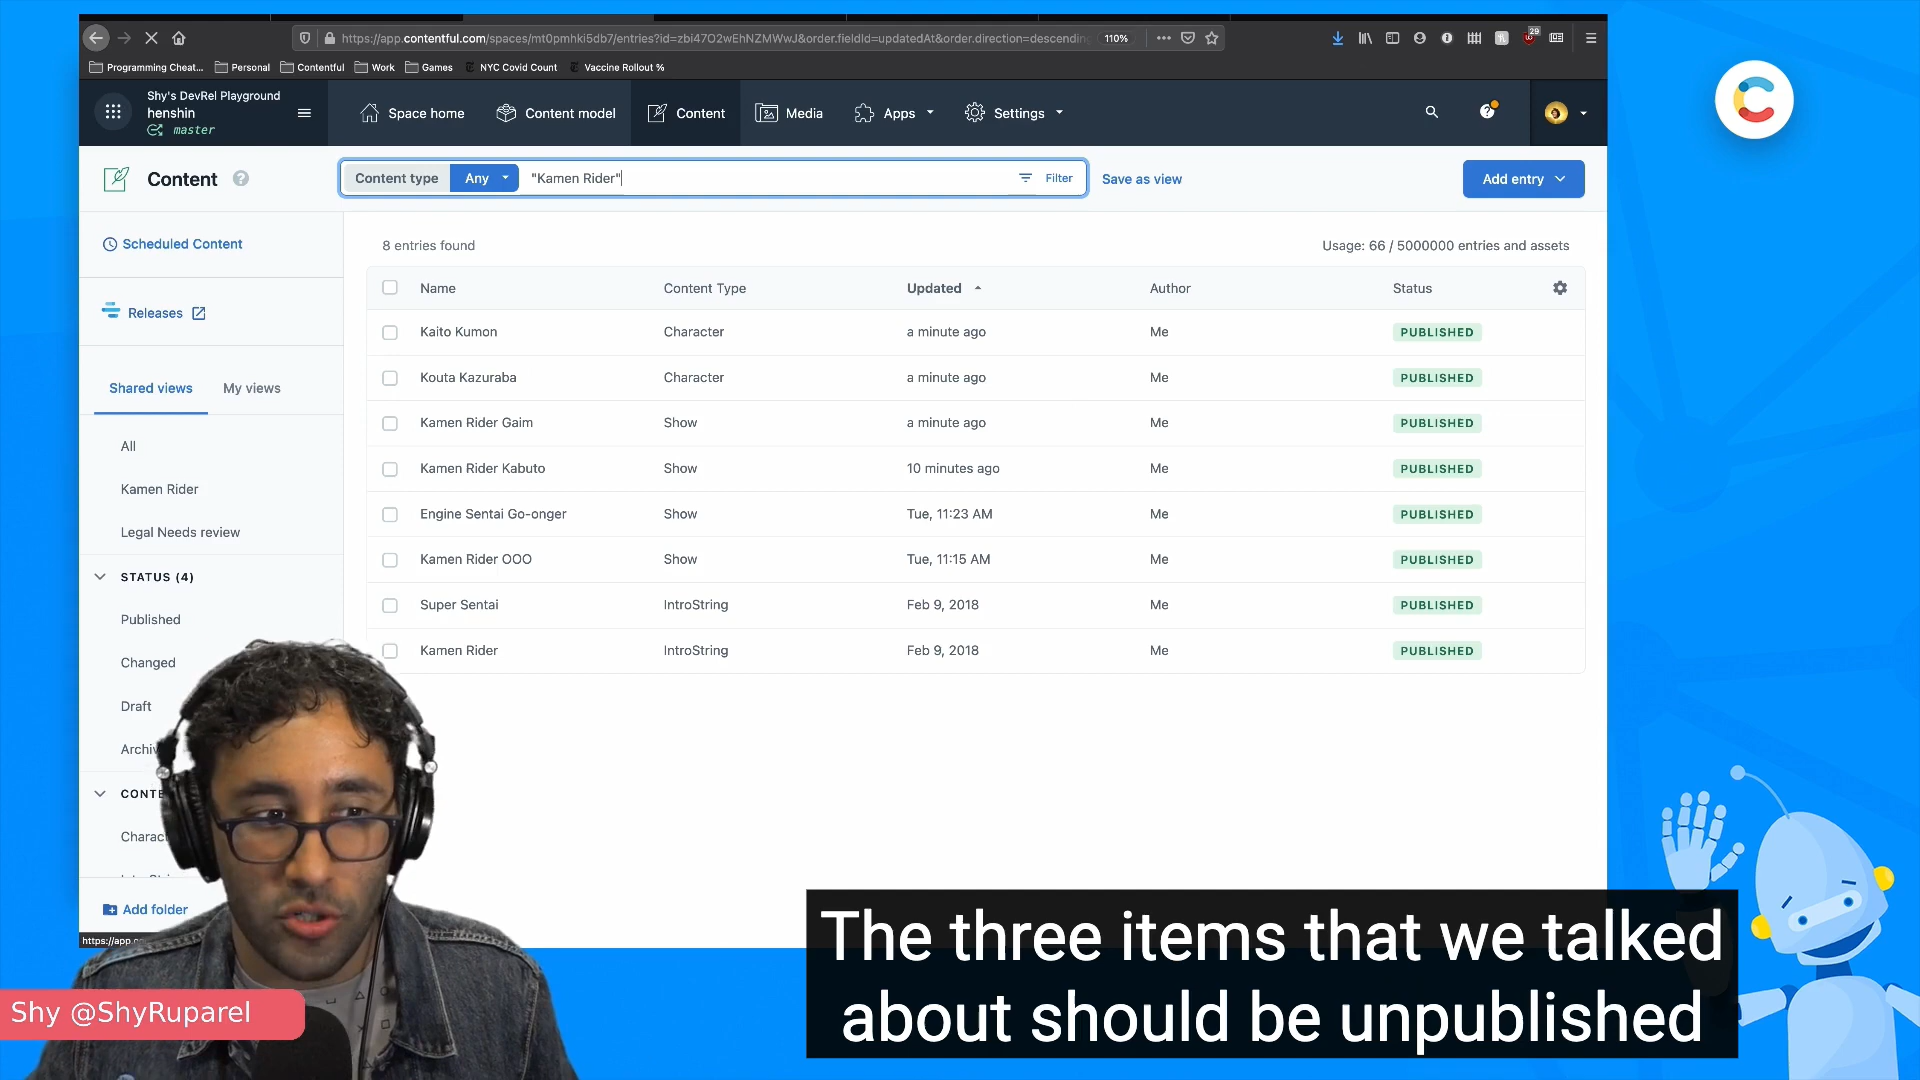 https://app.contentful.com/spaces/mt0pmhki5db7/entries?id=zbi47O2wEhNZMWwJ&order.fieldId=updatedAt&order.direction=descending
110%
29
Programming Cheat...
Personal
Contentful
Work
Games
NYC Covid Count
Vaccine Rollout %
Shy's DevRel Playground
henshin
master
Space home
Content model
Content
Media
Apps
Settings
Content
Content type
Any
"Kamen Rider"
Filter
Save as view
Add entry
Scheduled Content
Releases
Shared views
My views
All
Kamen Rider
Legal Needs review
STATUS (4)
Published
Changed
Draft
Archiv
CONTE
Charac
Add folder
8 entries found
Usage: 66 / 5000000 entries and assets
Name Content Type Updated Author Status
Kaito Kumon Character a minute ago Me PUBLISHED
Kouta Kazuraba Character a minute ago Me PUBLISHED
Kamen Rider Gaim Show a minute ago Me PUBLISHED
Kamen Rider Kabuto Show 10 minutes ago Me PUBLISHED
Engine Sentai Go-onger Show Tue, 11:23 AM Me PUBLISHED
Kamen Rider OOO Show Tue, 11:15 AM Me PUBLISHED
Super Sentai IntroString Feb 9, 2018 Me PUBLISHED
Kamen Rider IntroString Feb 9, 2018 Me PUBLISHED
https://app.c
Shy @ShyRuparel
The three items that we talked
about should be unpublished